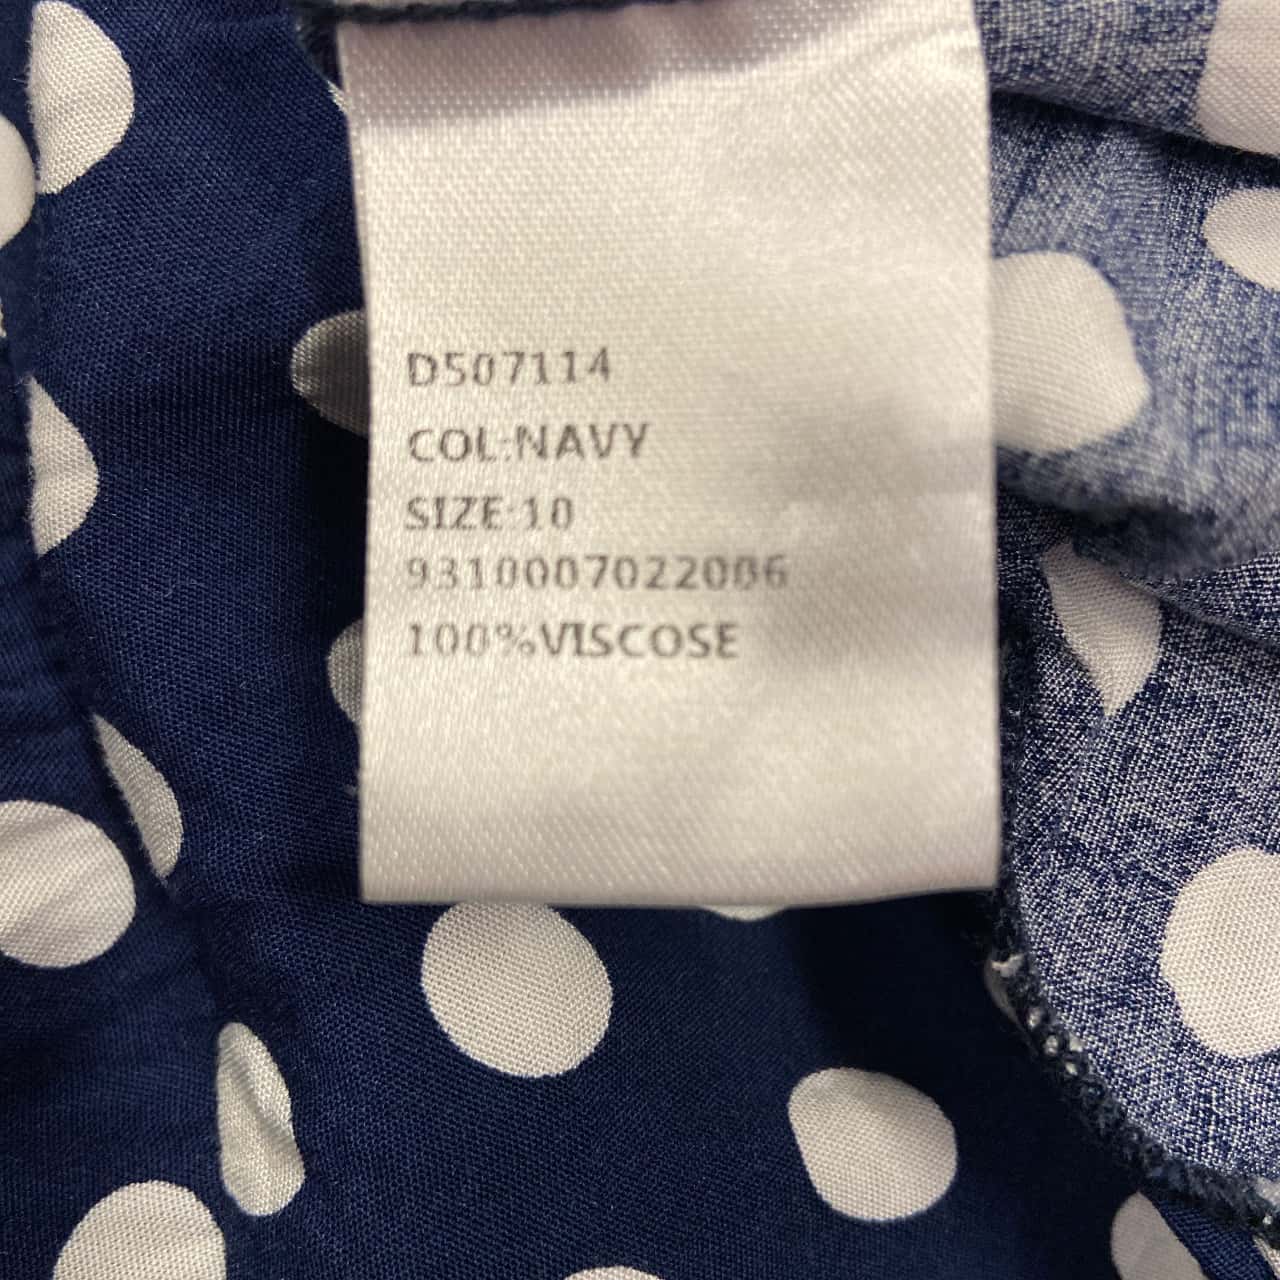 D507114
COL:NAVY
SIZE:10
9310007022006
100%VISCOSE